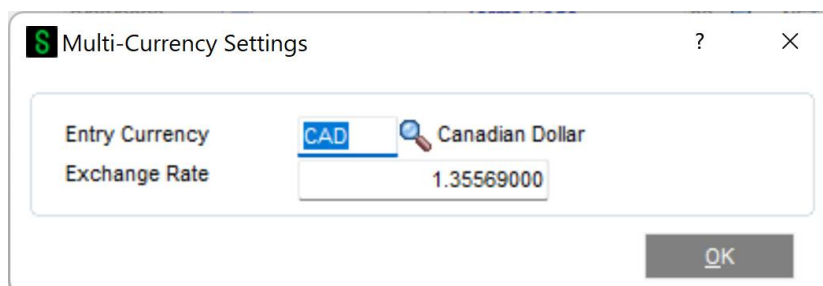 S Multi-Currency Settings ? ×
Entry Currency CAD Canadian Dollar
Exchange Rate 1.35569000
OK